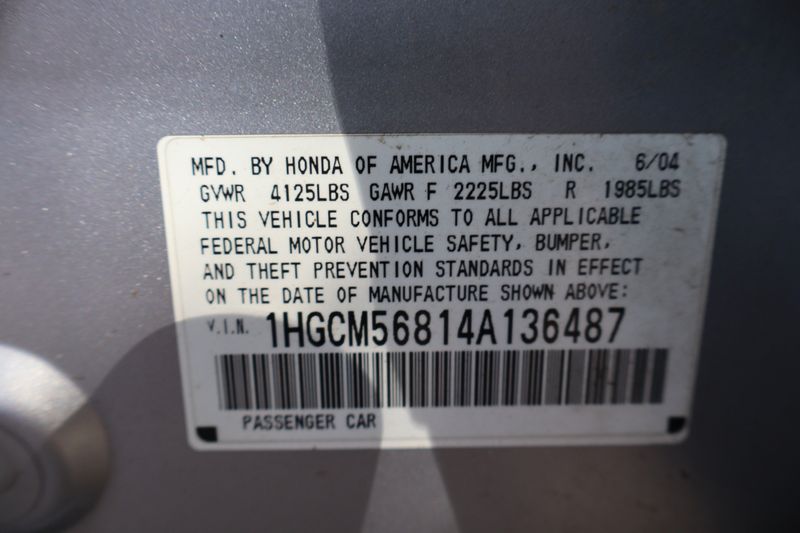 MFD. BY HONDA OF AMERICA MFG., INC. 6/04
GVWR 4125LBS GAWR F 2225LBS R 1985LBS
THIS VEHICLE CONFORMS TO ALL APPLICABLE
FEDERAL MOTOR VEHICLE SAFETY, BUMPER,
AND THEFT PREVENTION STANDARDS IN EFFECT
ON THE DATE OF MANUFACTURE SHOWN ABOVE:
V.I.N. 1HGCM56814A136487
PASSENGER CAR